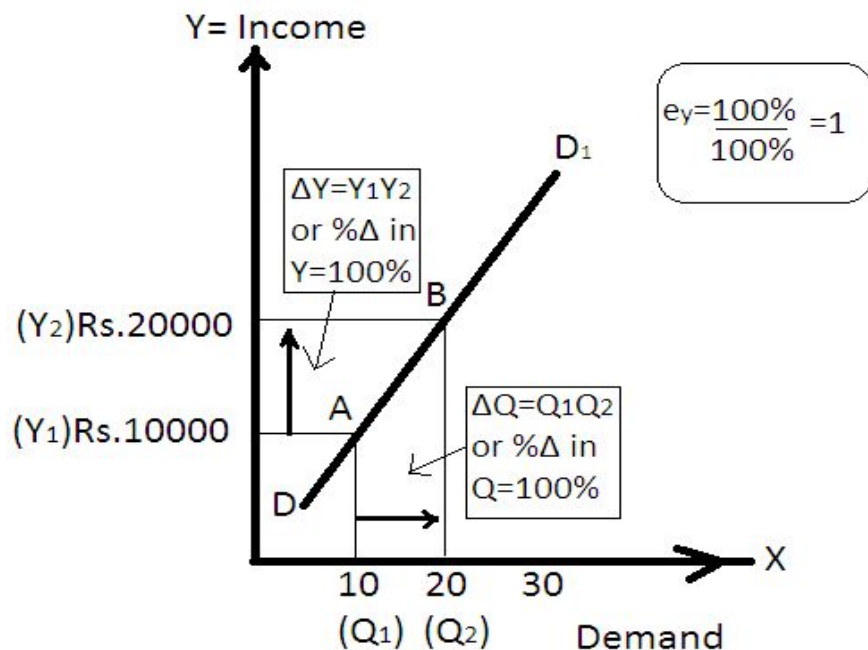 Y= Income
eᵧ=100%
100%
=1
D₁
ΔY=Y₁Y₂
or %Δ in
Y=100%
B
(Y₂)Rs.20000
A
ΔQ=Q₁Q₂
or %Δ in
Q=100%
(Y₁)Rs.10000
D
X
10 20 30
(Q₁) (Q₂)
Demand